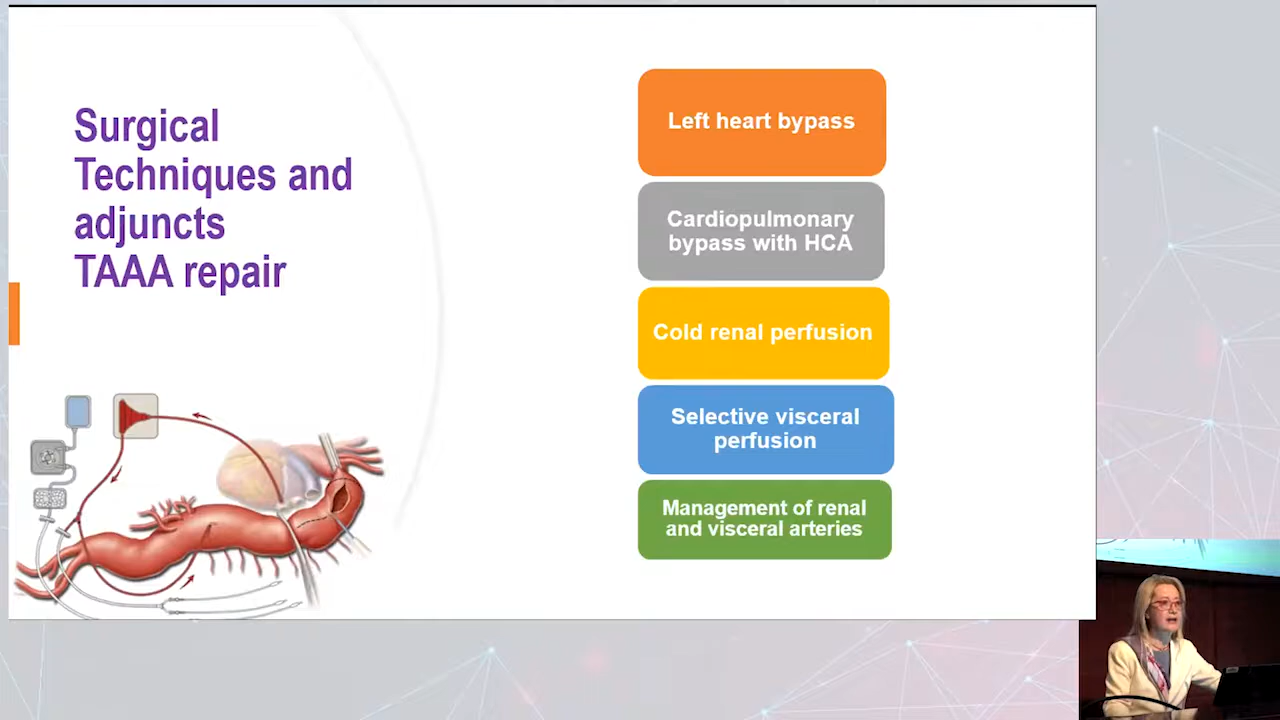 Surgical
Techniques and
adjuncts
TAAA repair
Left heart bypass
Cardiopulmonary
bypass with HCA
Cold renal perfusion
Selective visceral
perfusion
Management of renal
and visceral arteries